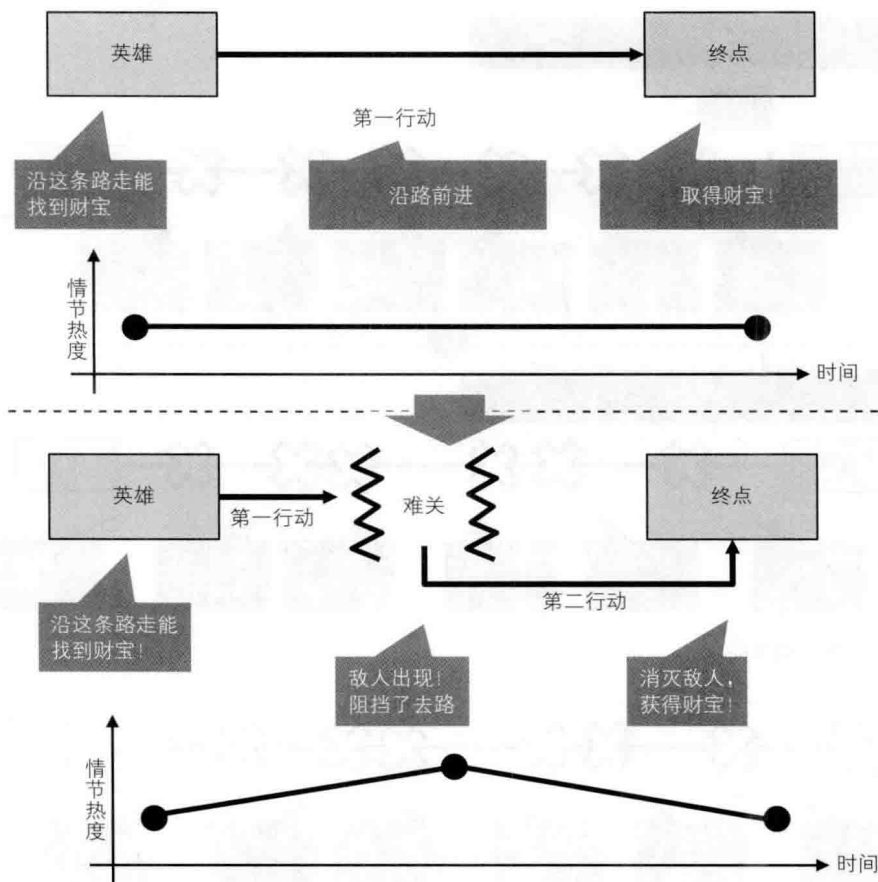 英雄
终点
第一行动
沿这条路走能
找到财宝
沿路前进
取得财宝！
情节热度
时间
英雄
第一行动
难关
终点
第二行动
沿这条路走能
找到财宝！
敌人出现！
阻挡了去路
消灭敌人，
获得财宝！
情节热度
时间